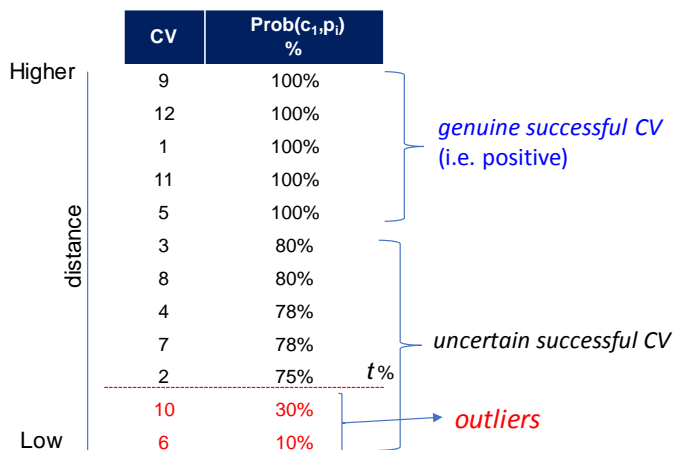 CV Prob(c₁,pᵢ)
%
Higher 9 100%
12 100%
genuine successful CV
1 100%
(i.e. positive)
11 100%
5 100%
distance
3 80%
8 80%
4 78%
7 78%
uncertain successful CV
2 75% t%
10 30%
outliers
Low 6 10%